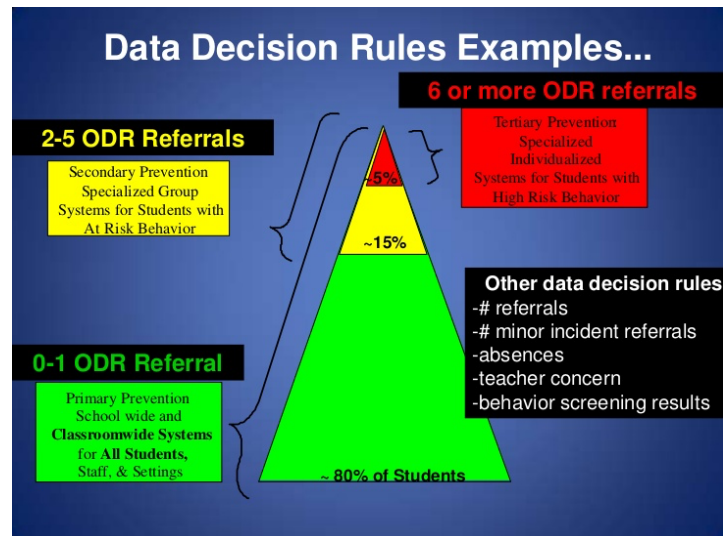 Data Decision Rules Examples...
6 or more ODR referrals
Tertiary Prevention
Specialized
Individualized
Systems for Students with
High Risk Behavior
2-5 ODR Referrals
Secondary Prevention
Specialized Group
Systems for Students with
At Risk Behavior
~5%
~15%
Other data decision rules
-# referrals
-# minor incident referrals
-absences
-teacher concern
-behavior screening results
0-1 ODR Referral
Primary Prevention
School wide and
Classroomwide Systems
for All Students,
Staff, & Settings
~ 80% of Students